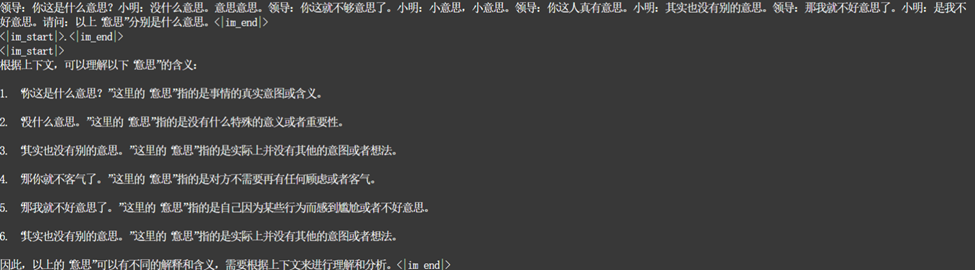 领导：你这是什么意思？小明：没什么意思。意思意思。领导：你这就不够意思了。小明：小意思，小意思。领导：你这人真有意思。小明：其实也没有别的意思。领导：那我就不好意思了。小明：是我不
好意思。请问：以上“意思”分别是什么意思。<|im_end|>
<|im_start|>.<|im_end|>
<|im_start|>
根据上下文，可以理解以下“意思”的含义：
1. “你这是什么意思？”这里的“意思”指的是事情的真实意图或含义。
2. “没什么意思。”这里的“意思”指的是没有什么特殊的意义或者重要性。
3. “其实也没有别的意思。”这里的“意思”指的是实际上并没有其他的意图或者想法。
4. “那你就不客气了。”这里的“意思”指的是对方不需要再有任何顾虑或者客气。
5. “那我就不好意思了。”这里的“意思”指的是自己因为某些行为而感到尴尬或者不好意思。
6. “其实也没有别的意思。”这里的“意思”指的是实际上并没有其他的意图或者想法。
因此，以上的“意思”可以有不同的解释和含义，需要根据上下文来进行理解和分析。<|im_end|>